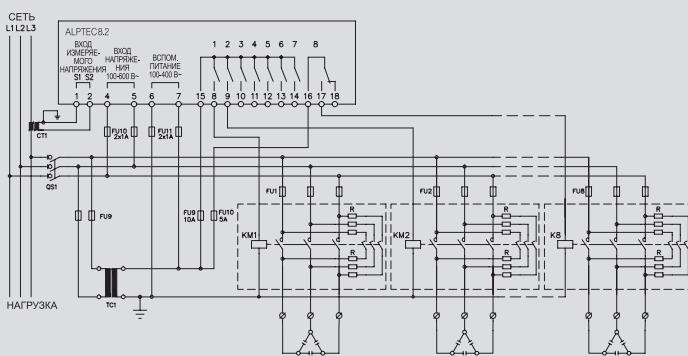 СЕТЬ
L1 L2 L3
ALPTEC8.2
ВХОД
ИЗМЕРЯЕ-
МОГО
НАПРЯЖЕНИЯ
S1 S2
ВХОД
НАПРЯЖЕ-
НИЯ
100-600 В~
ВСПОМ.
ПИТАНИЕ
100-400 В~
1 2 3 4 5 6 7 8
1 2 4 5 6 7 15 8 9 10 11 12 13 14 16 17 18
CT1
FU10
2x1A
FU11
2x1A
QS1
FU9
FU9
10A
FU10
5A
FU1
FU2
FU8
KM1
R
R
KM2
R
R
K8
R
R
TC1
НАГРУЗКА